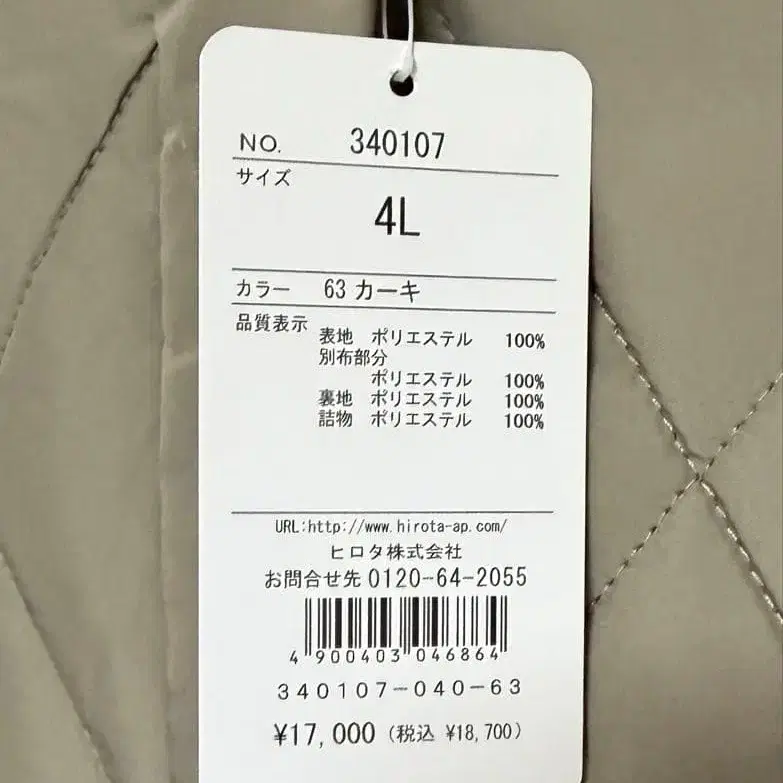 NO. 340107
サイズ
4L
カラー 63 カーキ
品質表示
表地 ポリエステル 100%
別布部分
ポリエステル 100%
裏地 ポリエステル 100%
詰物 ポリエステル 100%
URL:http://www.hirota-ap.com/
ヒロタ株式会社
お問合せ先 0120-64-2055
4 900403 046864
340107-040-63
¥17,000 (税込 ¥18,700)